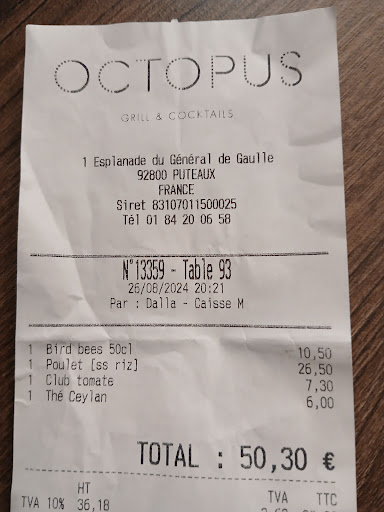 OCTOPUS
GRILL & COCKTAILS
1 Esplanade du Général de Gaulle
92800 PUTEAUX
FRANCE
Siret 83107011500025
Tél 01 84 20 06 58
N°13359 - Table 93
26/08/2024 20:21
Par : Dalla - Caisse M
1 Bird bees 50cl 10,50
1 Poulet [ss riz] 26,50
1 Club tomate 7,30
1 Thé Ceylan 6,00
TOTAL : 50,30 €
HT TVA TTC
TVA 10% 36,18